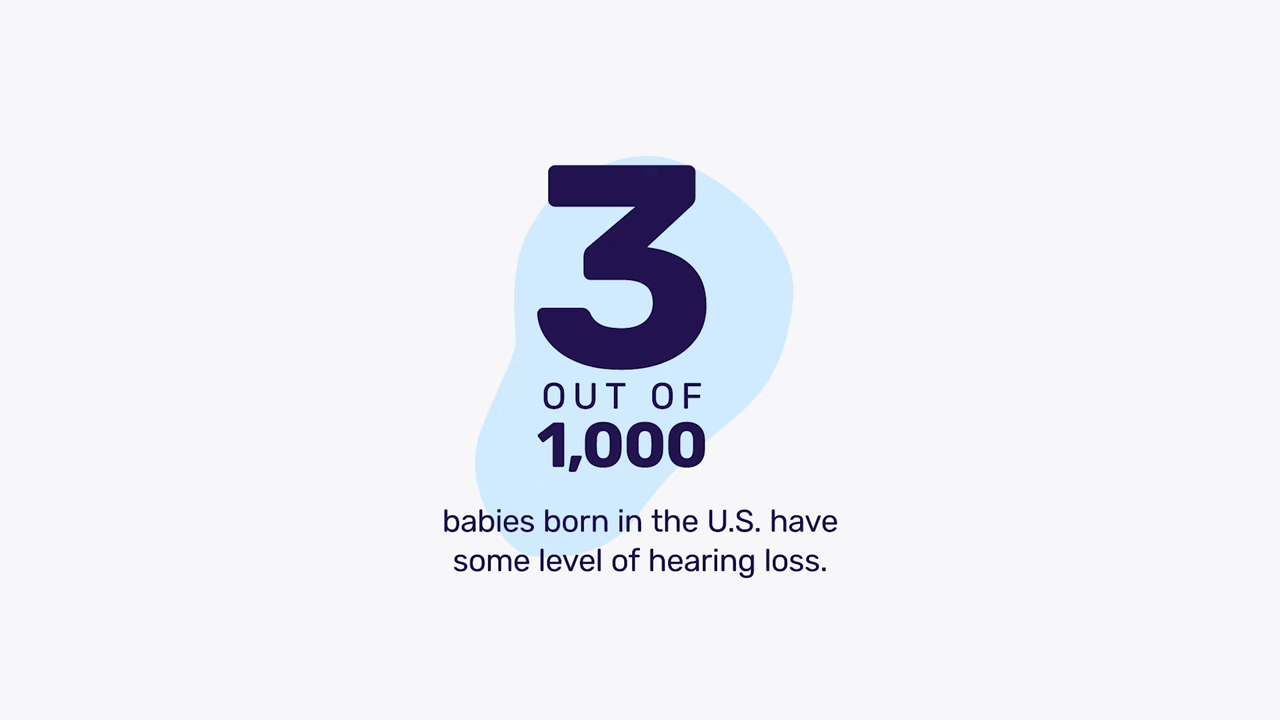 3
OUT OF
1,000
babies born in the U.S. have
some level of hearing loss.